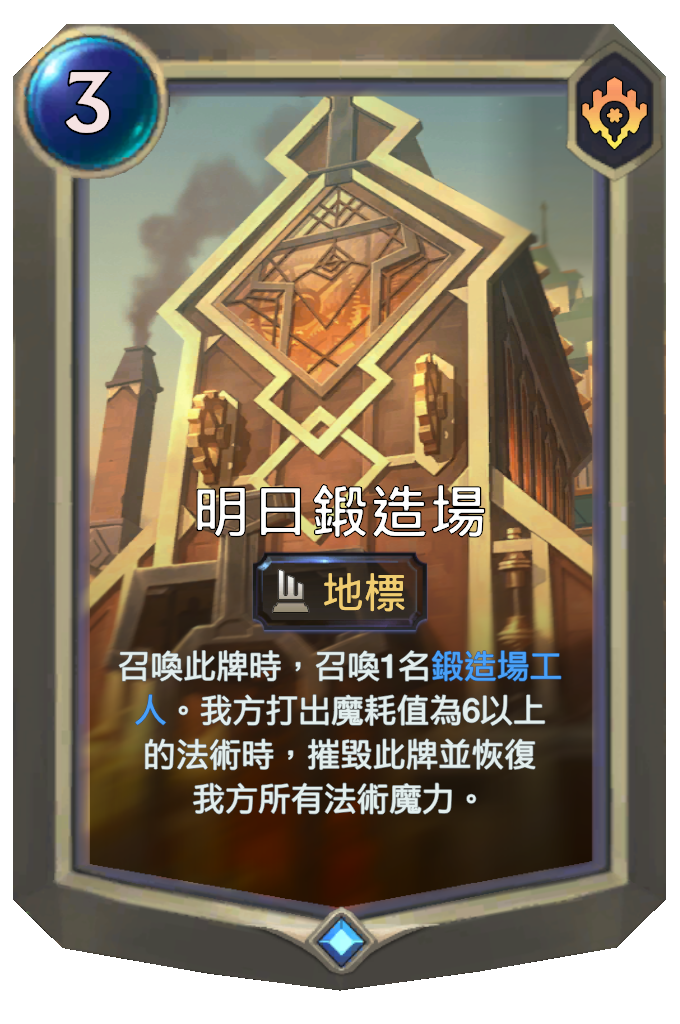 3
明日鍛造場
地標
召喚此牌時，召喚1名鍛造場工
人。我方打出魔耗值為6以上
的法術時，摧毀此牌並恢復
我方所有法術魔力。